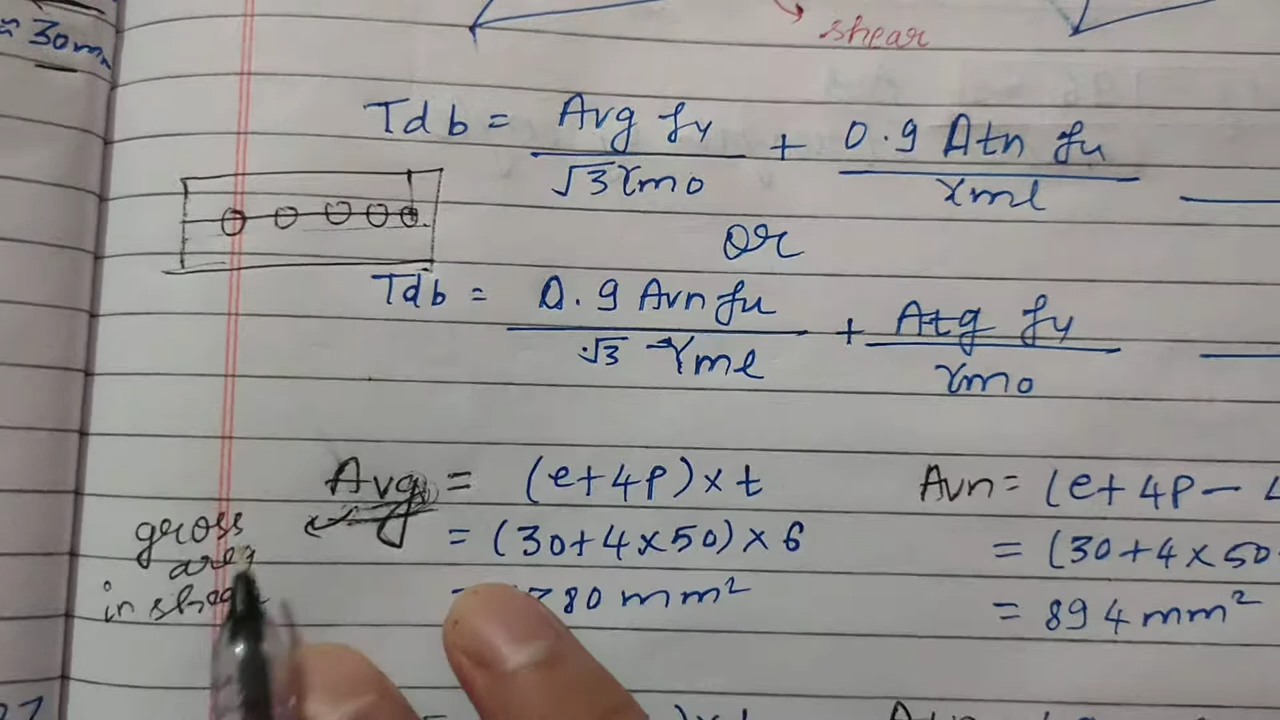 ≈ 30mm
shear
Tdb = Avg fy / √3 γmo + 0.9 Atn fu / γml
or
Tdb = 0.9 Avn fu / √3 γml + Atg fy / γmo
Avg = (e+4p)×t
Avn = (e+4p-
gross
area
in shear
= (30+4×50)×6
= (30+4×50
80 mm²
= 894 mm²